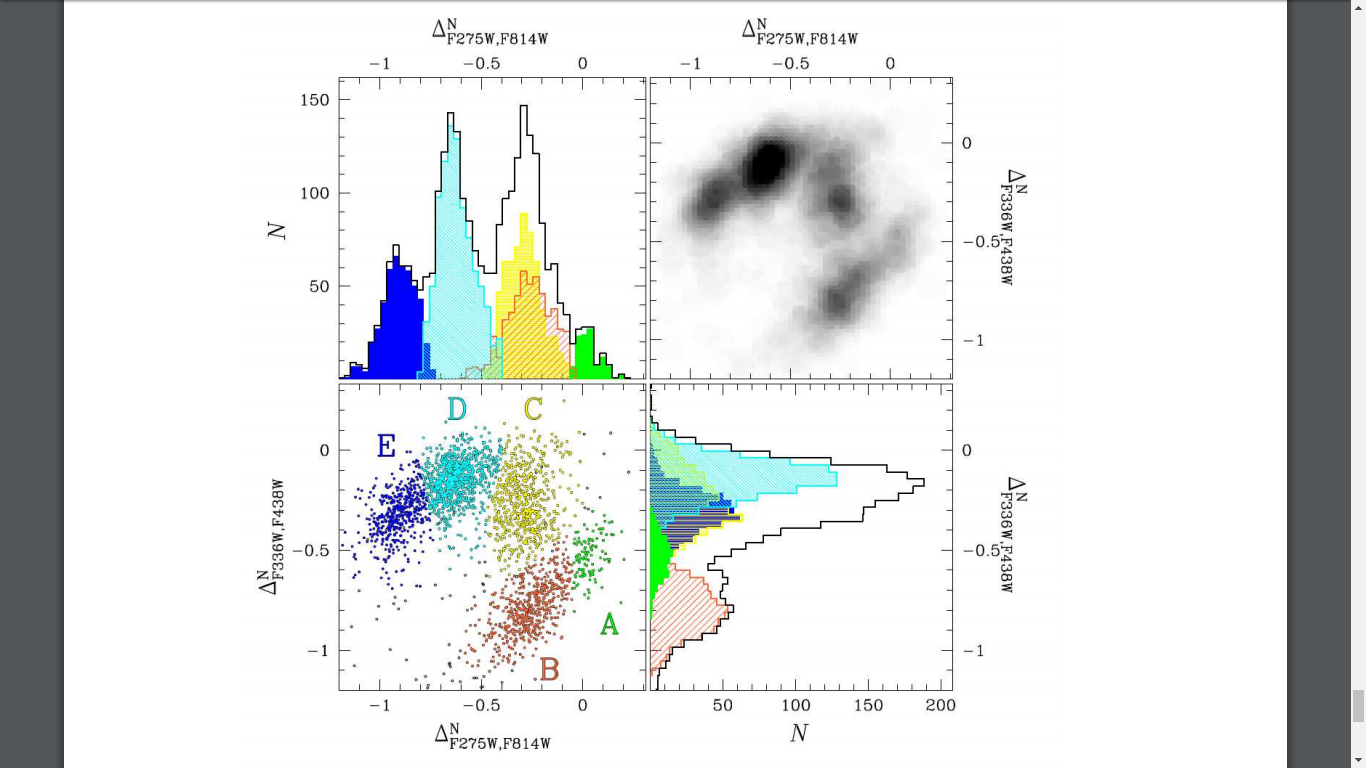 Δ^N_F275W,F814W Δ^N_F275W,F814W
−1 −0.5 0 −1 −0.5 0
150
100
50
N
0
−0.5
−1
Δ^N_F336W,F438W
E D C A B
0
−0.5
−1
Δ^N_F336W,F438W
0
−0.5
−1
Δ^N_F336W,F438W
−1 −0.5 0 50 100 150 200
Δ^N_F275W,F814W N